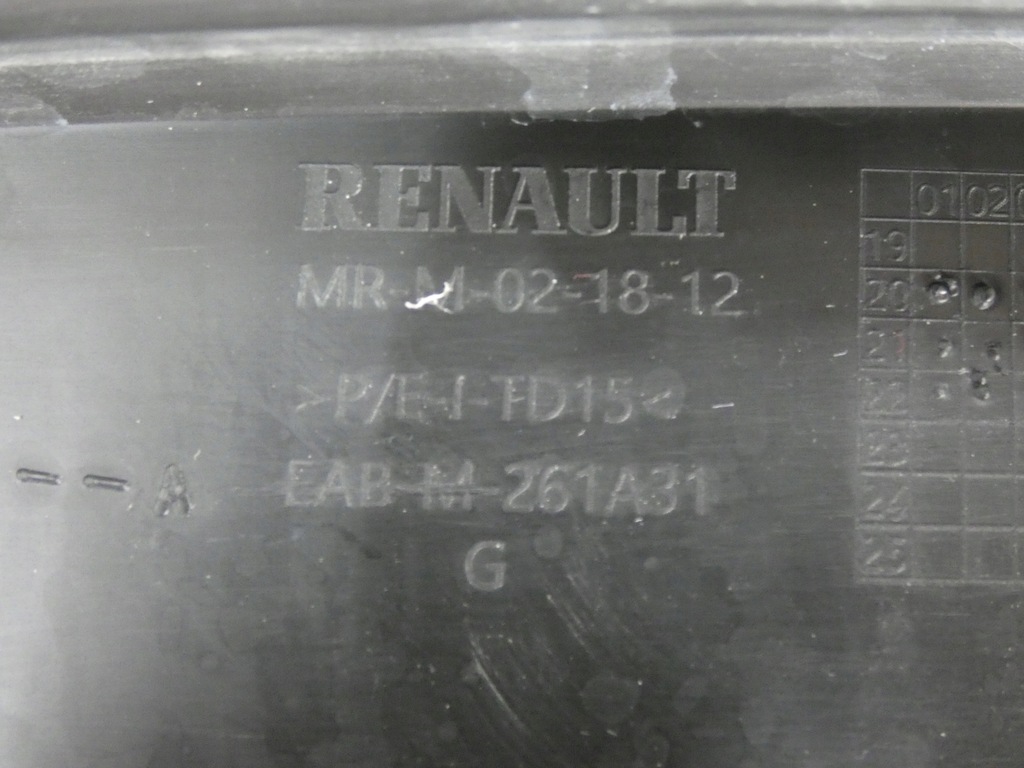 RENAULT
MR-M-02-18-12
>P/E-I-TD15<
EAB-M-261A31
G
-- A
01 02
19
20
21
22
23
24
25